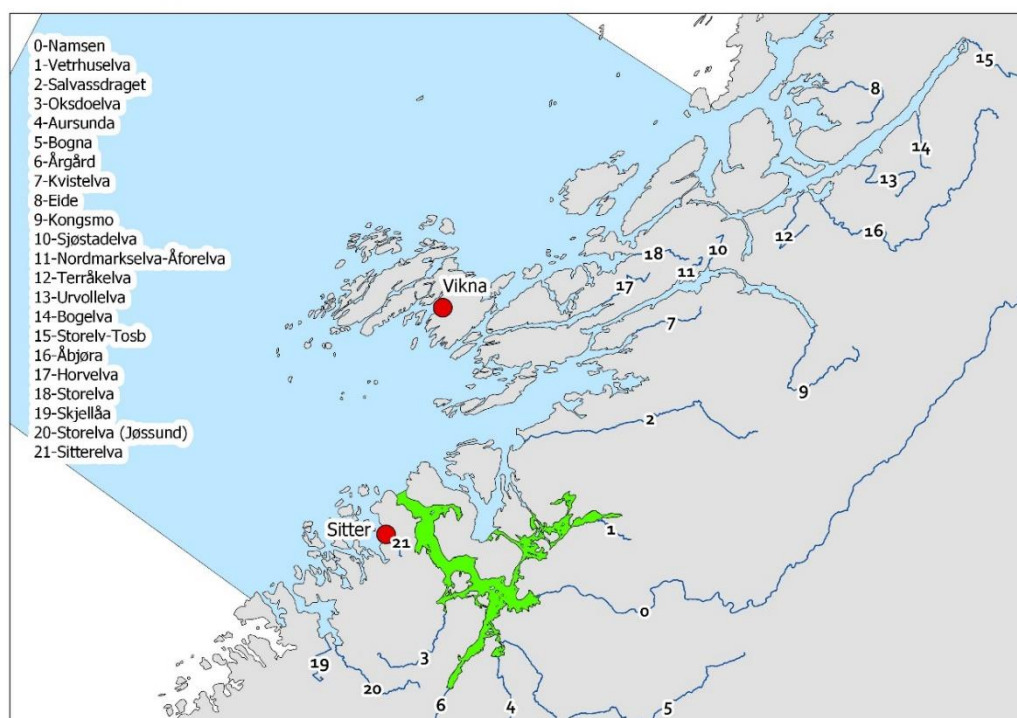 0-Namsen
1-Vetrhuselva
2-Salvassdraget
3-Oksdoelva
4-Aursunda
5-Bogna
6-Årgård
7-Kvistelva
8-Eide
9-Kongsmo
10-Sjøstadelva
11-Nordmarkselva-Åforelva
12-Terråkelva
13-Urvollelva
14-Bogelva
15-Storelv-Tosb
16-Åbjøra
17-Horvelva
18-Storelva
19-Skjellåa
20-Storelva (Jøssund)
21-Sitterelva
15
8
14
13
16
12
10
18
11
17
Vikna
7
9
2
Sitter
21
1
0
3
19
20
6
4
5